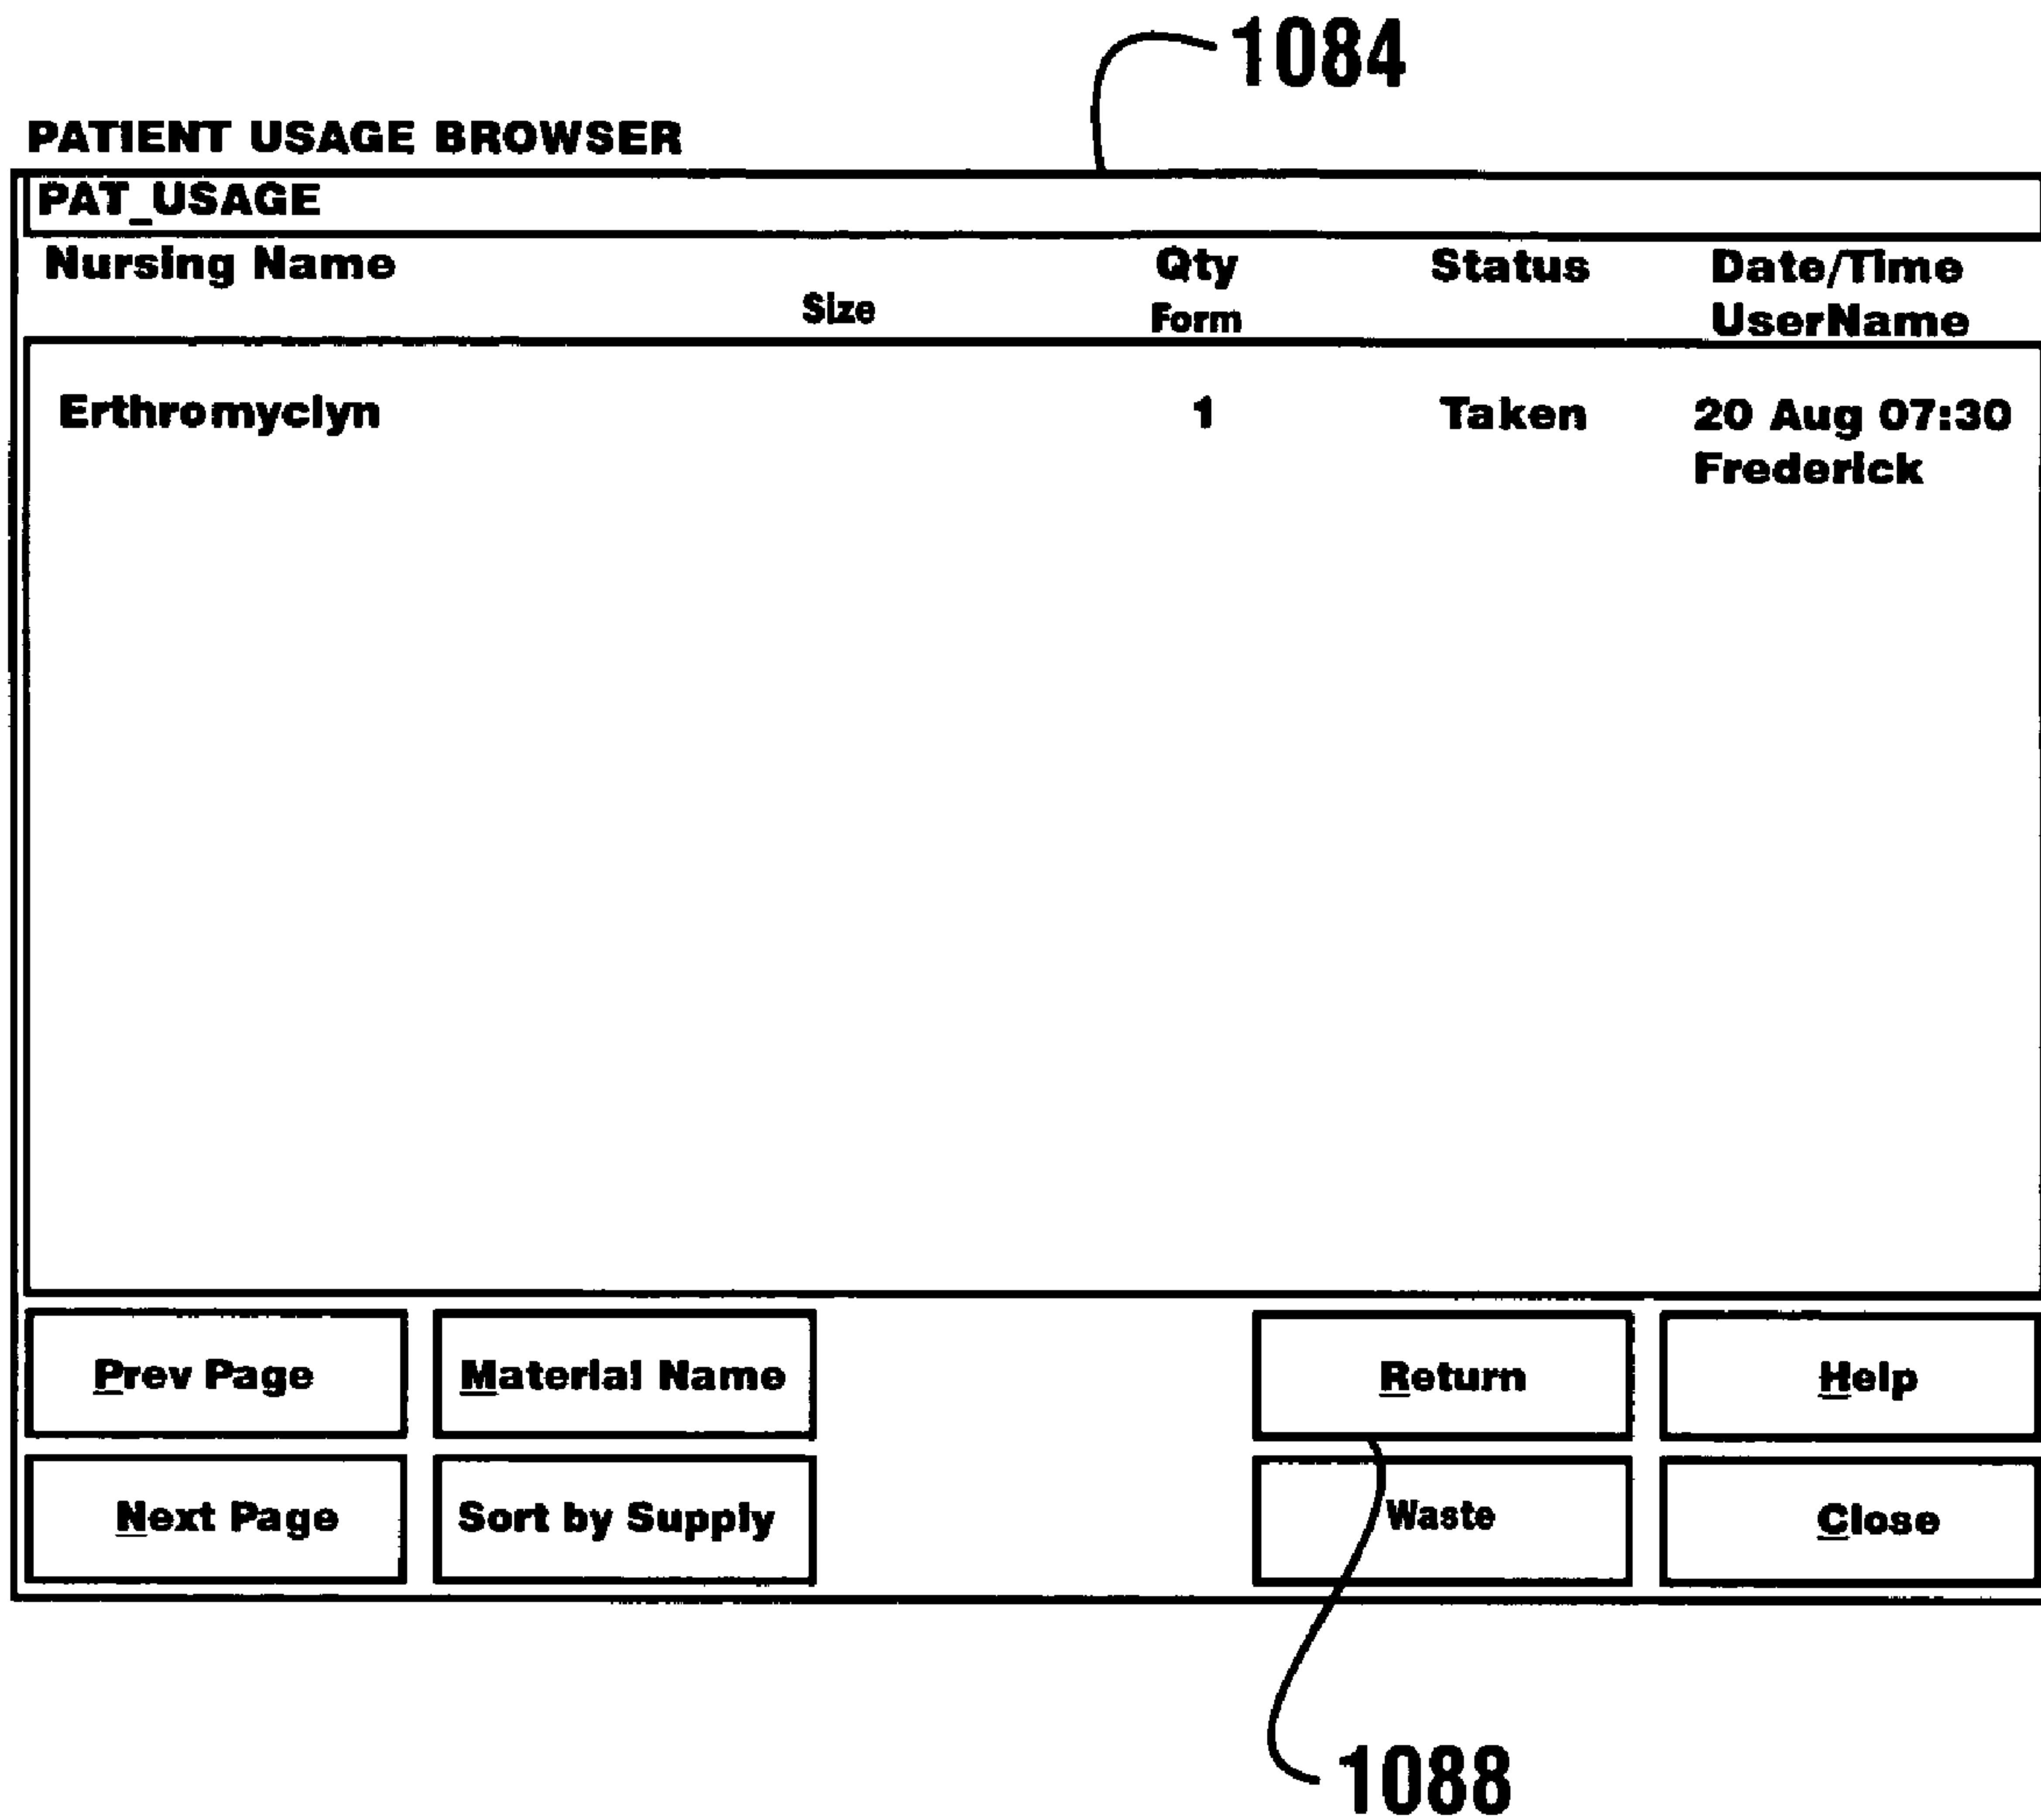 1084
PATIENT USAGE BROWSER
PAT_USAGE
Nursing Name Qty Status Date/Time
Size Form UserName
Erthromyclyn 1 Taken 20 Aug 07:30
Frederick
Prev Page Material Name Return Help
Next Page Sort by Supply Waste Close
1088